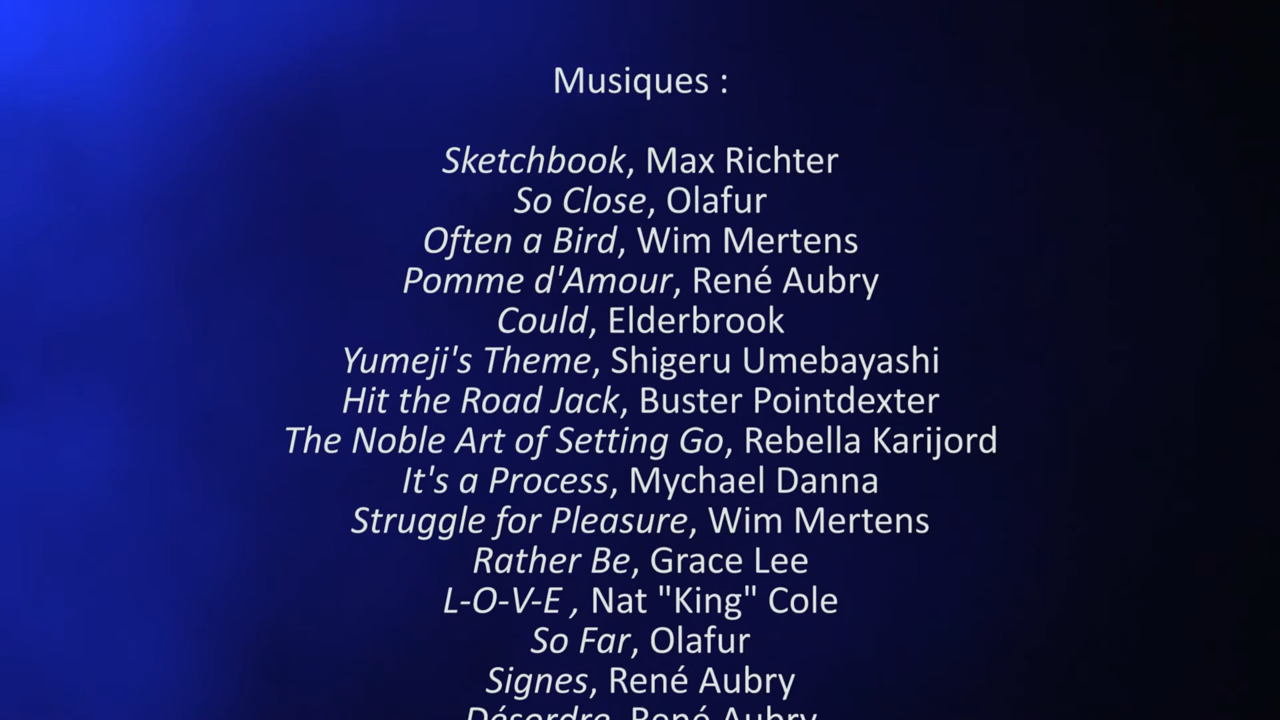 Musiques :
Sketchbook, Max Richter
So Close, Olafur
Often a Bird, Wim Mertens
Pomme d'Amour, René Aubry
Could, Elderbrook
Yumeji's Theme, Shigeru Umebayashi
Hit the Road Jack, Buster Pointdexter
The Noble Art of Setting Go, Rebella Karijord
It's a Process, Mychael Danna
Struggle for Pleasure, Wim Mertens
Rather Be, Grace Lee
L-O-V-E , Nat "King" Cole
So Far, Olafur
Signes, René Aubry
Désordre, René Aubry